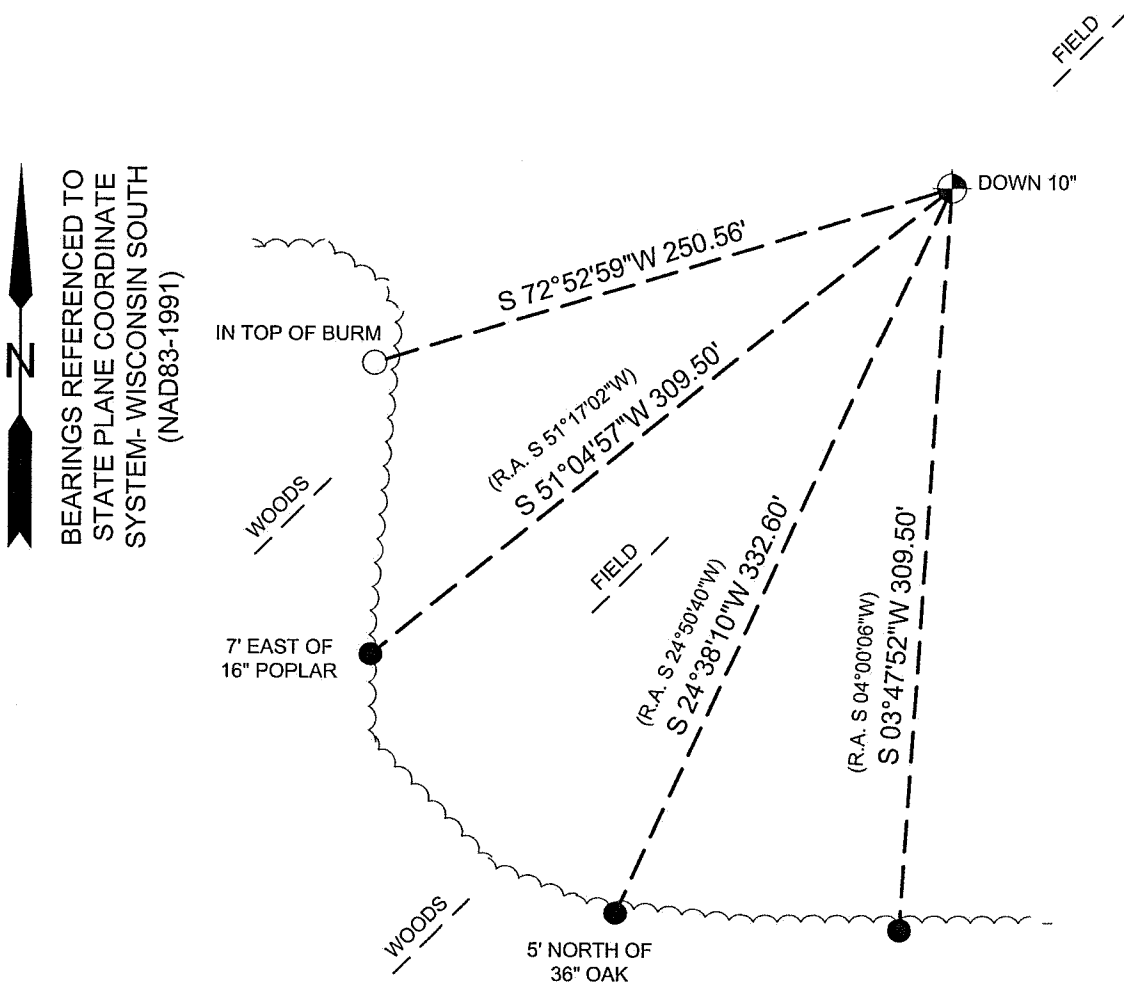 FIELD
BEARINGS REFERENCED TO
STATE PLANE COORDINATE
SYSTEM- WISCONSIN SOUTH
(NAD83-1991)
N
DOWN 10"
S 72°52'59"W 250.56'
IN TOP OF BURM
(R.A. S 51°17'02"W)
S 51°04'57"W 309.50'
WOODS
FIELD
7' EAST OF
16" POPLAR
(R.A. S 24°50'40"W)
S 24°38'10"W 332.60'
(R.A. S 04°00'06"W)
S 03°47'52"W 309.50'
WOODS
5' NORTH OF
36" OAK